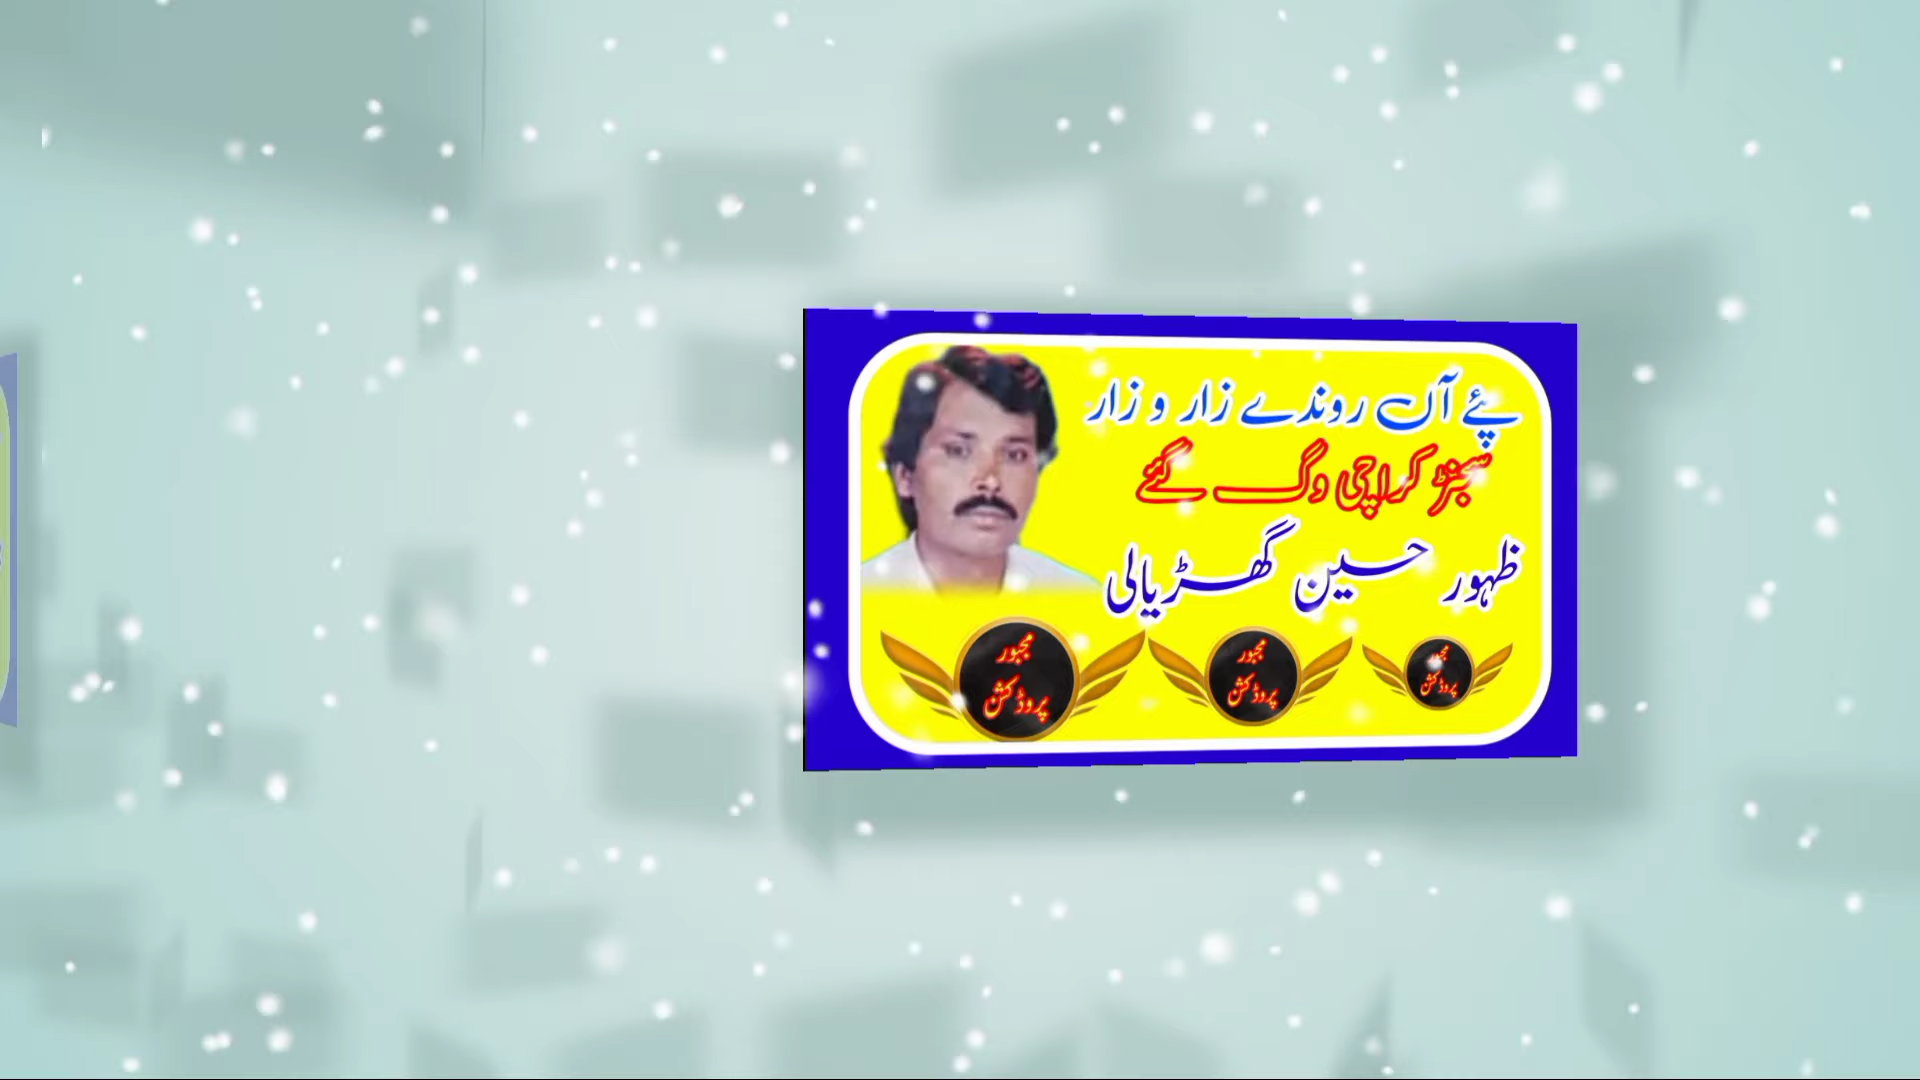 پئے آں روندے زار و زار
سجنڑ کراچی وگ گئے
ظہور حسین گھڑیالی
مجبور
پروڈکشن
مجبور
پروڈکشن
مجبور
پروڈکشن